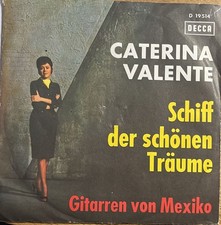 D 19 514
DECCA
CATERINA
VALENTE
Schiff
der schönen
Träume
Gitarren von Mexiko